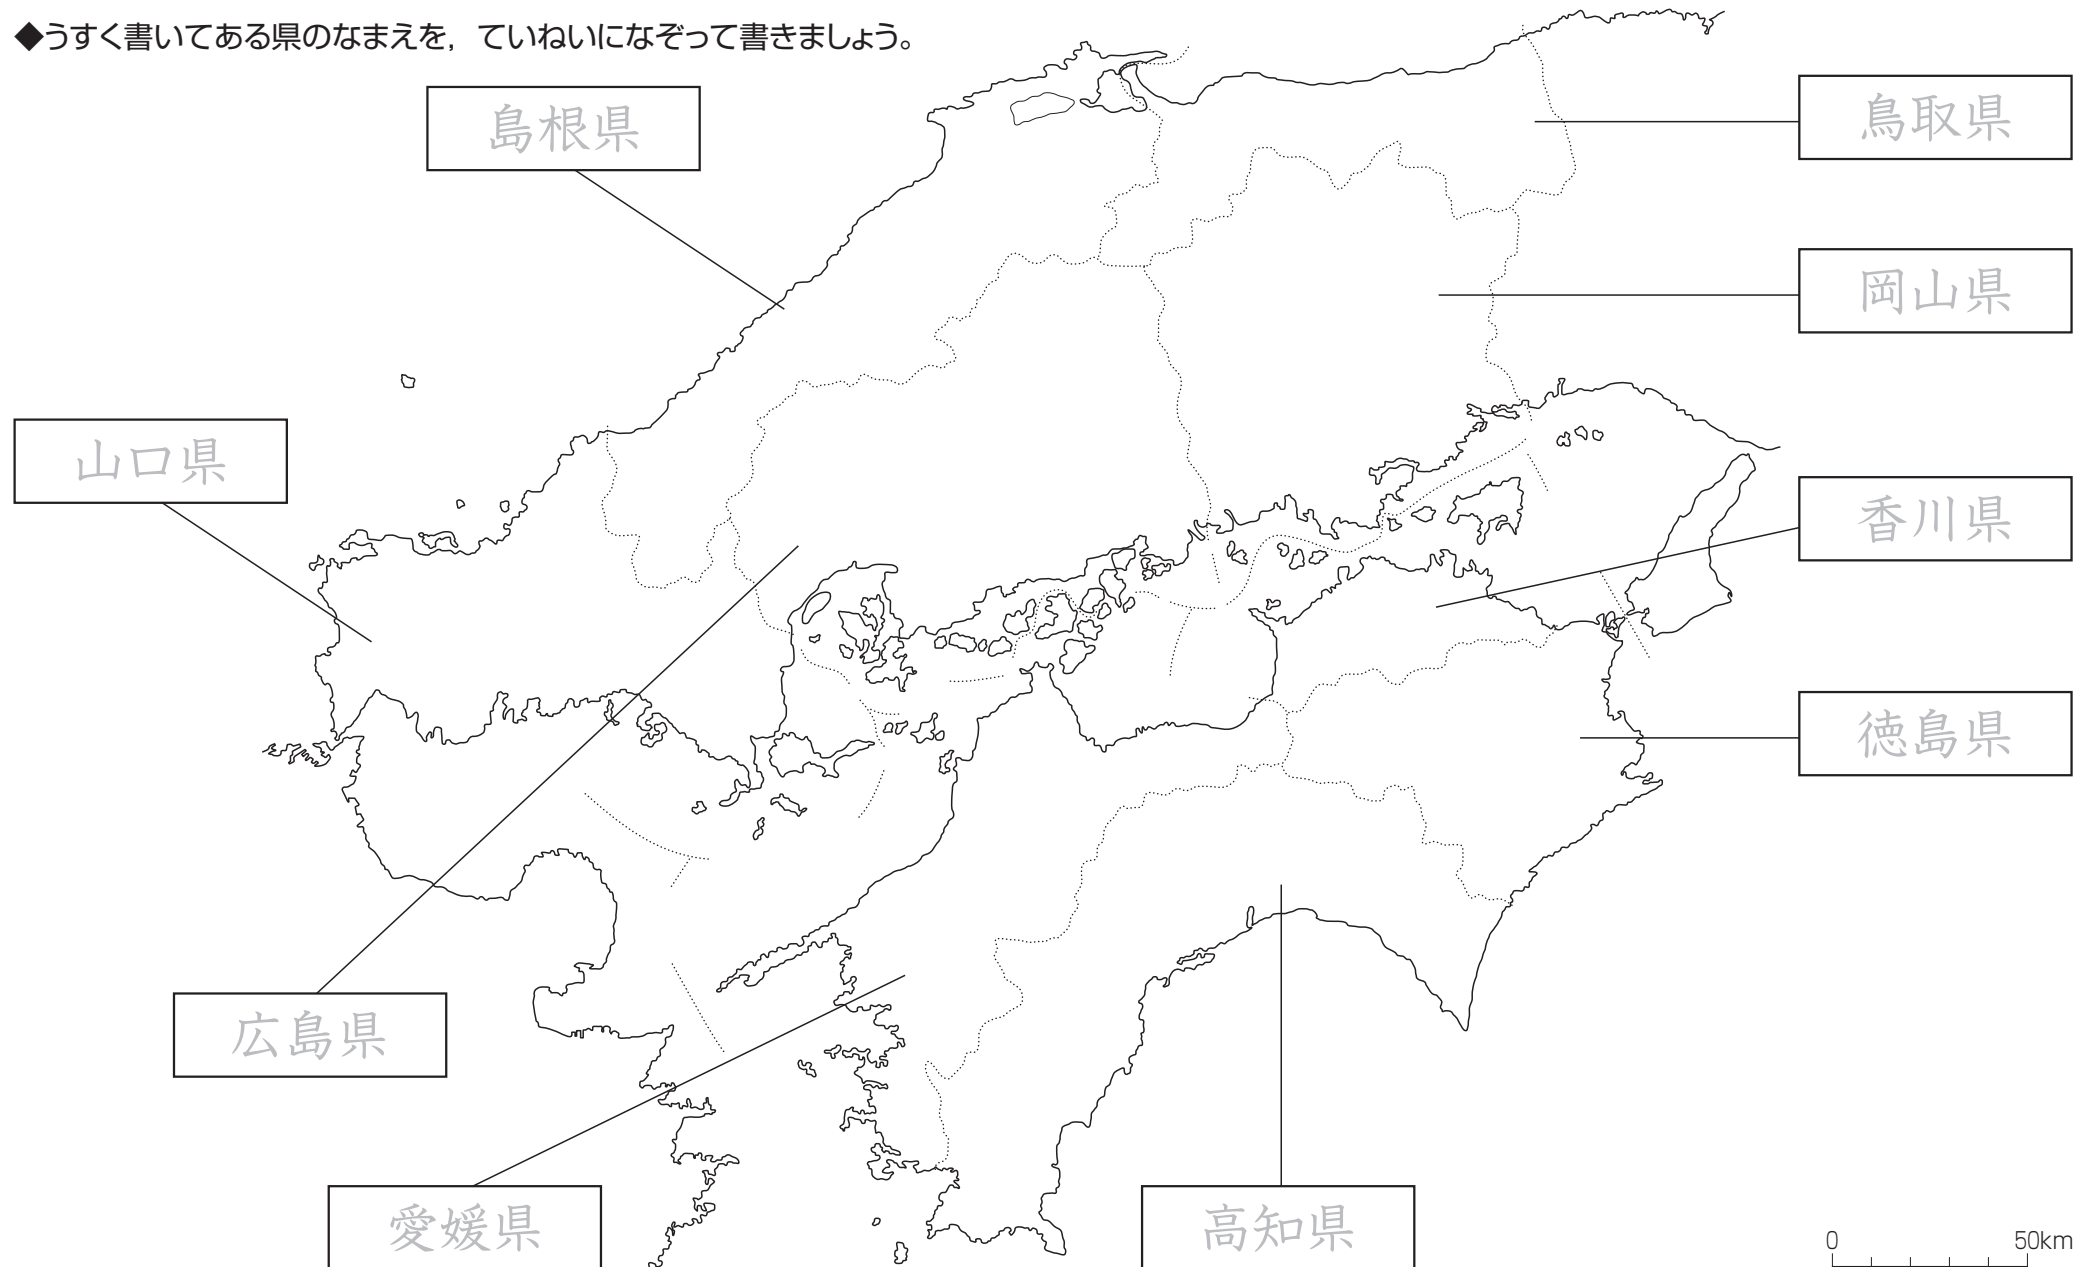 ◆うすく書いてある県のなまえを，ていねいになぞって書きましょう。
島根県
鳥取県
岡山県
山口県
香川県
徳島県
広島県
愛媛県
高知県
0 50km